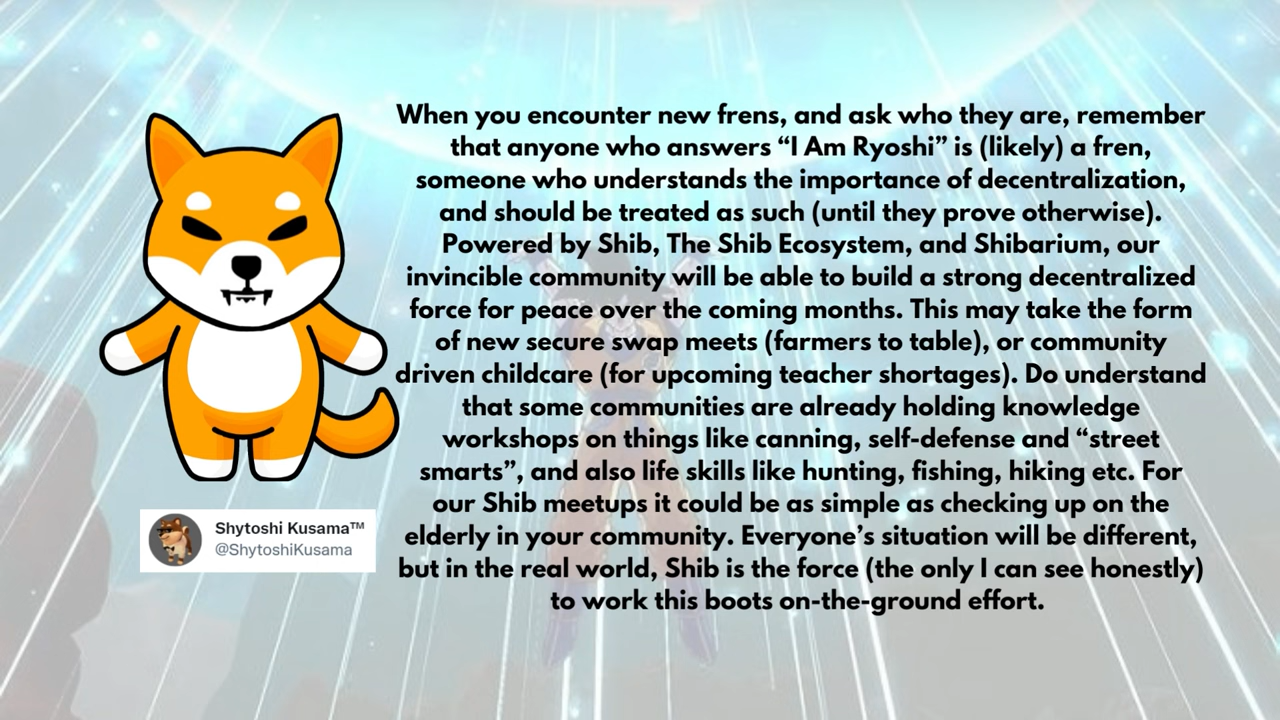 When you encounter new frens, and ask who they are, remember
that anyone who answers “I Am Ryoshi” is (likely) a fren,
someone who understands the importance of decentralization,
and should be treated as such (until they prove otherwise).
Powered by Shib, The Shib Ecosystem, and Shibarium, our
invincible community will be able to build a strong decentralized
force for peace over the coming months. This may take the form
of new secure swap meets (farmers to table), or community
driven childcare (for upcoming teacher shortages). Do understand
that some communities are already holding knowledge
workshops on things like canning, self-defense and “street
smarts”, and also life skills like hunting, fishing, hiking etc. For
our Shib meetups it could be as simple as checking up on the
elderly in your community. Everyone’s situation will be different,
but in the real world, Shib is the force (the only I can see honestly)
to work this boots on-the-ground effort.
Shytoshi Kusama™
@ShytoshiKusama